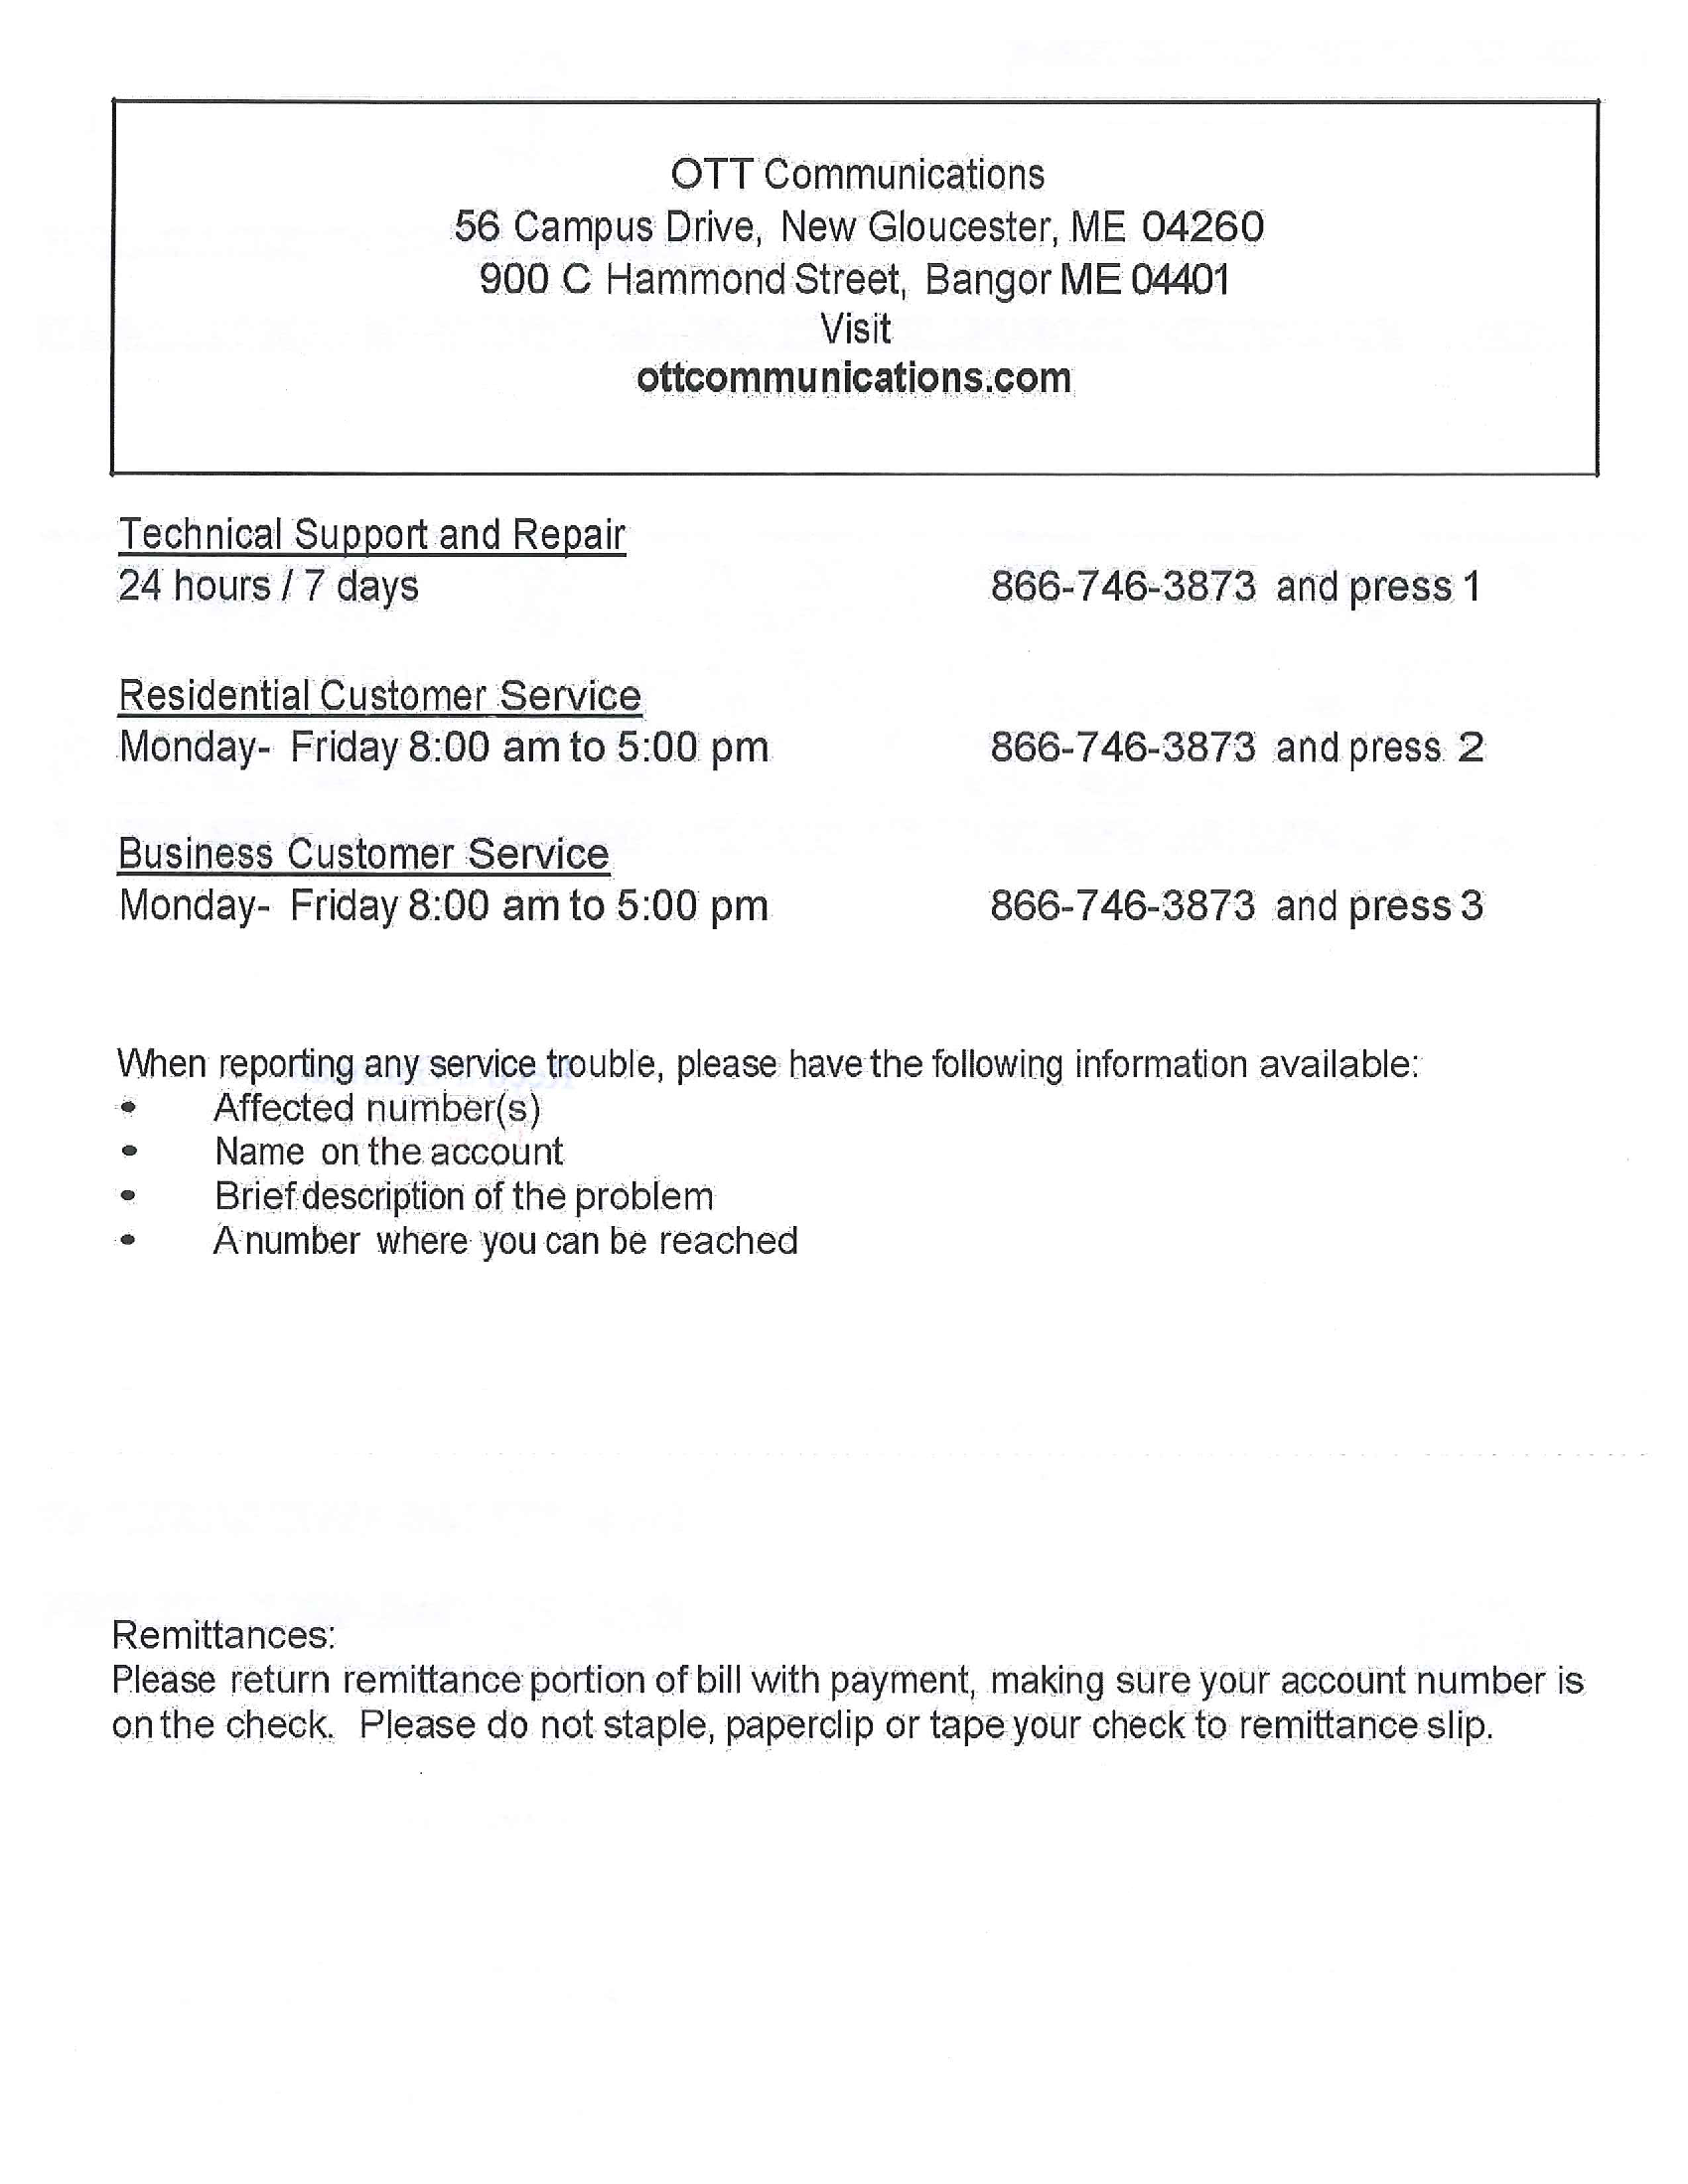 OTT Communications
56 Campus Drive, New Gloucester, ME 04260
900 C Hammond Street, Bangor ME 04401
Visit
ottcommunications.com
Technical Support and Repair
24 hours / 7 days 866-746-3873 and press 1
Residential Customer Service
Monday- Friday 8:00 am to 5:00 pm 866-746-3873 and press 2
Business Customer Service
Monday- Friday 8:00 am to 5:00 pm 866-746-3873 and press 3
When reporting any service trouble, please have the following information available:
• Affected number(s)
• Name on the account
• Brief description of the problem
• A number where you can be reached
Remittances:
Please return remittance portion of bill with payment, making sure your account number is
on the check. Please do not staple, paperclip or tape your check to remittance slip.